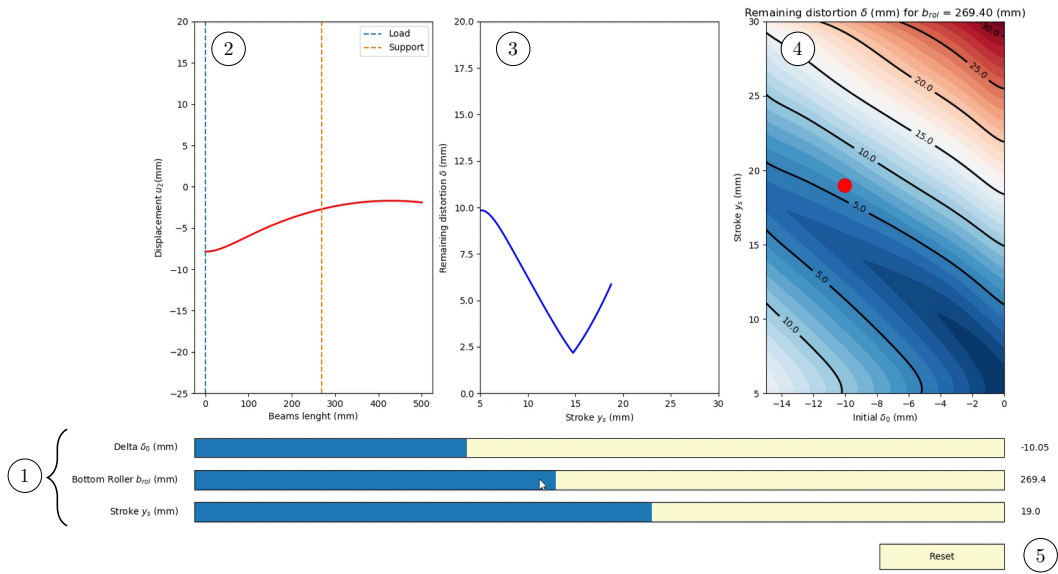 Remaining distortion δ (mm) for b_rol = 269.40 (mm)
2
Load
Support
20
15
10
5
0
−5
−10
−15
−20
−25
Displacement u₂(mm)
0 100 200 300 400 500
Beams lenght (mm)
3
20.0
17.5
15.0
12.5
10.0
7.5
5.0
2.5
0.0
Remaining distortion δ (mm)
5 10 15 20 25 30
Stroke y_s (mm)
4
30
25
20
15
10
5
Stroke y_s (mm)
30.0
25.0
20.0
15.0
10.0
5.0
5.0
10.0
−14 −12 −10 −8 −6 −4 −2 0
Initial δ₀ (mm)
1
Delta δ₀ (mm) -10.05
Bottom Roller b_rol (mm) 269.4
Stroke y_s (mm) 19.0
Reset
5